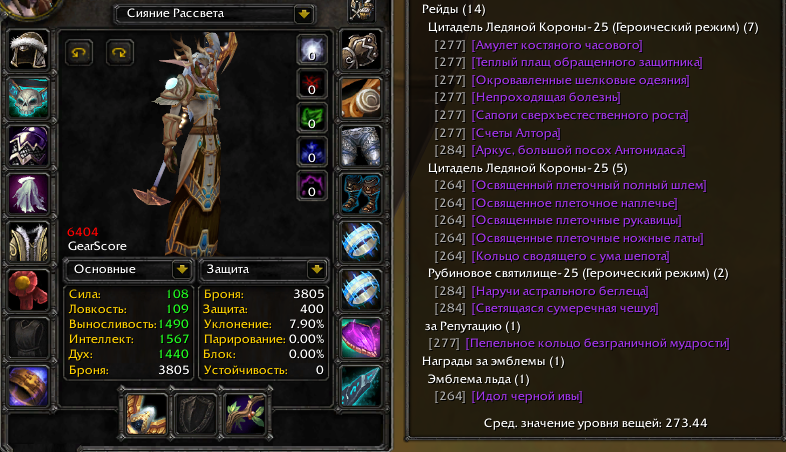 Сияние Рассвета
0
0
0
0
0
6404
GearScore
Основные
Защита
Сила: 108
Ловкость: 109
Выносливость: 1490
Интеллект: 1567
Дух: 1440
Броня: 3805
Броня: 3805
Защита: 400
Уклонение: 7.90%
Парирование: 0.00%
Блок: 0.00%
Устойчивость: 0
Рейды (14)
Цитадель Ледяной Короны-25 (Героический режим) (7)
[277] [Амулет костяного часового]
[277] [Теплый плащ обращенного защитника]
[277] [Окровавленные шелковые одеяния]
[277] [Непроходящая болезнь]
[277] [Сапоги сверхъестественного роста]
[277] [Счеты Алтора]
[284] [Аркус, большой посох Антонидаса]
Цитадель Ледяной Короны-25 (5)
[264] [Освященный плеточный полный шлем]
[264] [Освященное плеточное наплечье]
[264] [Освященные плеточные рукавицы]
[264] [Освященные плеточные ножные латы]
[264] [Кольцо сводящего с ума шепота]
Рубиновое святилище-25 (Героический режим) (2)
[284] [Наручи астрального беглеца]
[284] [Светящаяся сумеречная чешуя]
за Репутацию (1)
[277] [Пепельное кольцо безграничной мудрости]
Награды за эмблемы (1)
Эмблема льда (1)
[264] [Идол черной ивы]
Сред. значение уровня вещей: 273.44